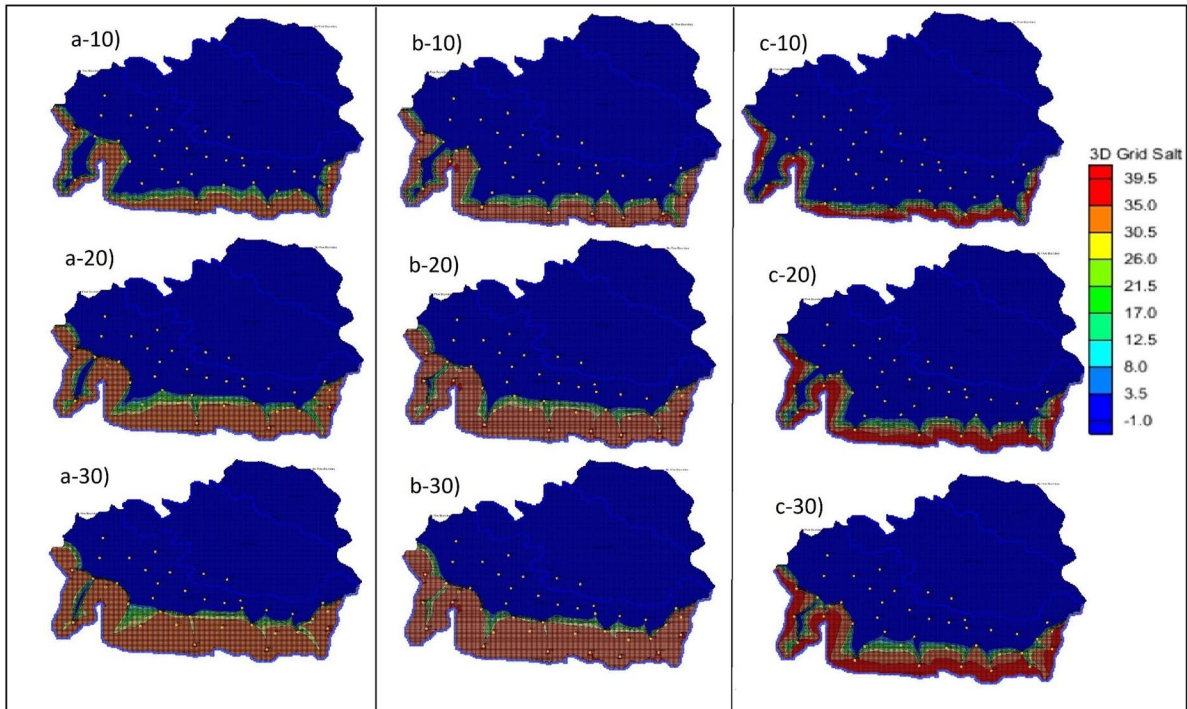 a-10)
b-10)
c-10)
a-20)
b-20)
c-20)
a-30)
b-30)
c-30)
3D Grid Salt
39.5
35.0
30.5
26.0
21.5
17.0
12.5
8.0
3.5
-1.0